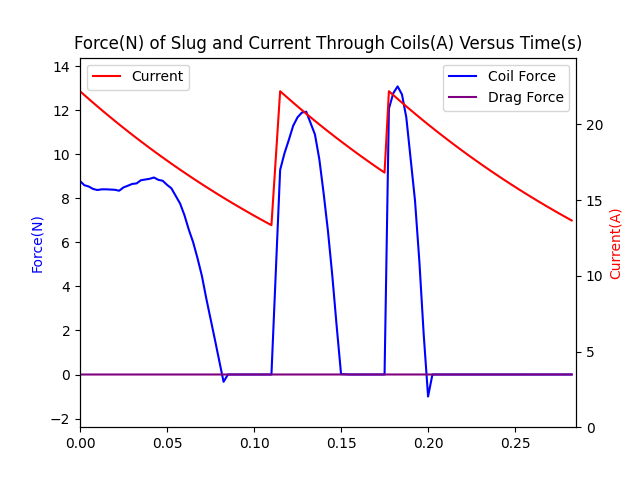 Force(N) of Slug and Current Through Coils(A) Versus Time(s)
Current
Coil Force
Drag Force
14
12
10
8
6
4
2
0
−2
Force(N)
20
15
10
5
0
Current(A)
0.00 0.05 0.10 0.15 0.20 0.25